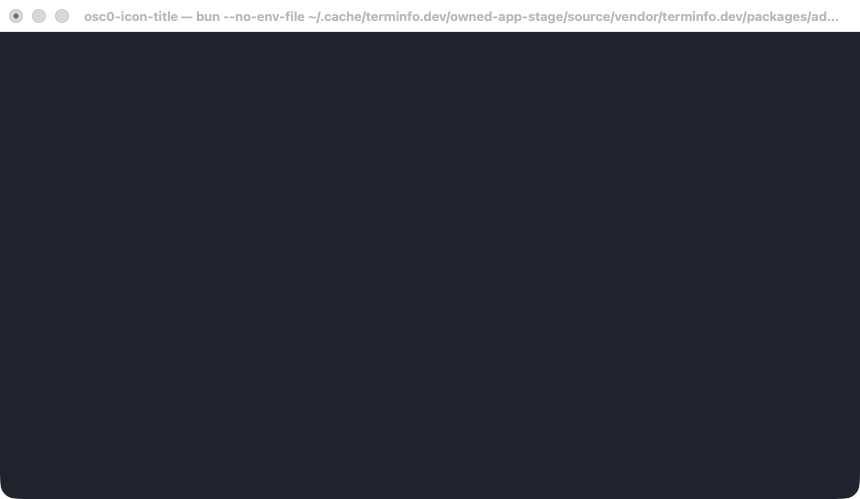 osc0-icon-title — bun --no-env-file ~/.cache/terminfo.dev/owned-app-stage/source/vendor/terminfo.dev/packages/ad...